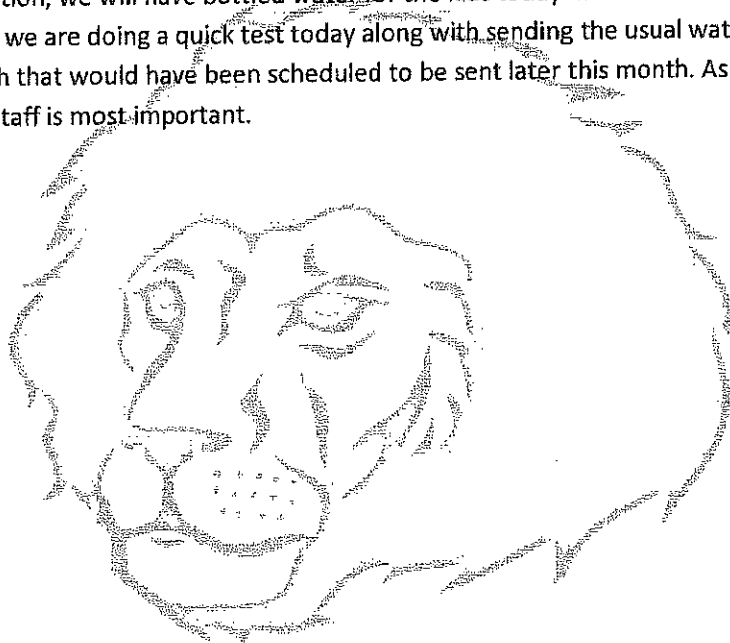 we are doing a quick test today along with sending the usual wat
h that would have been scheduled to be sent later this month. As
taff is most important.